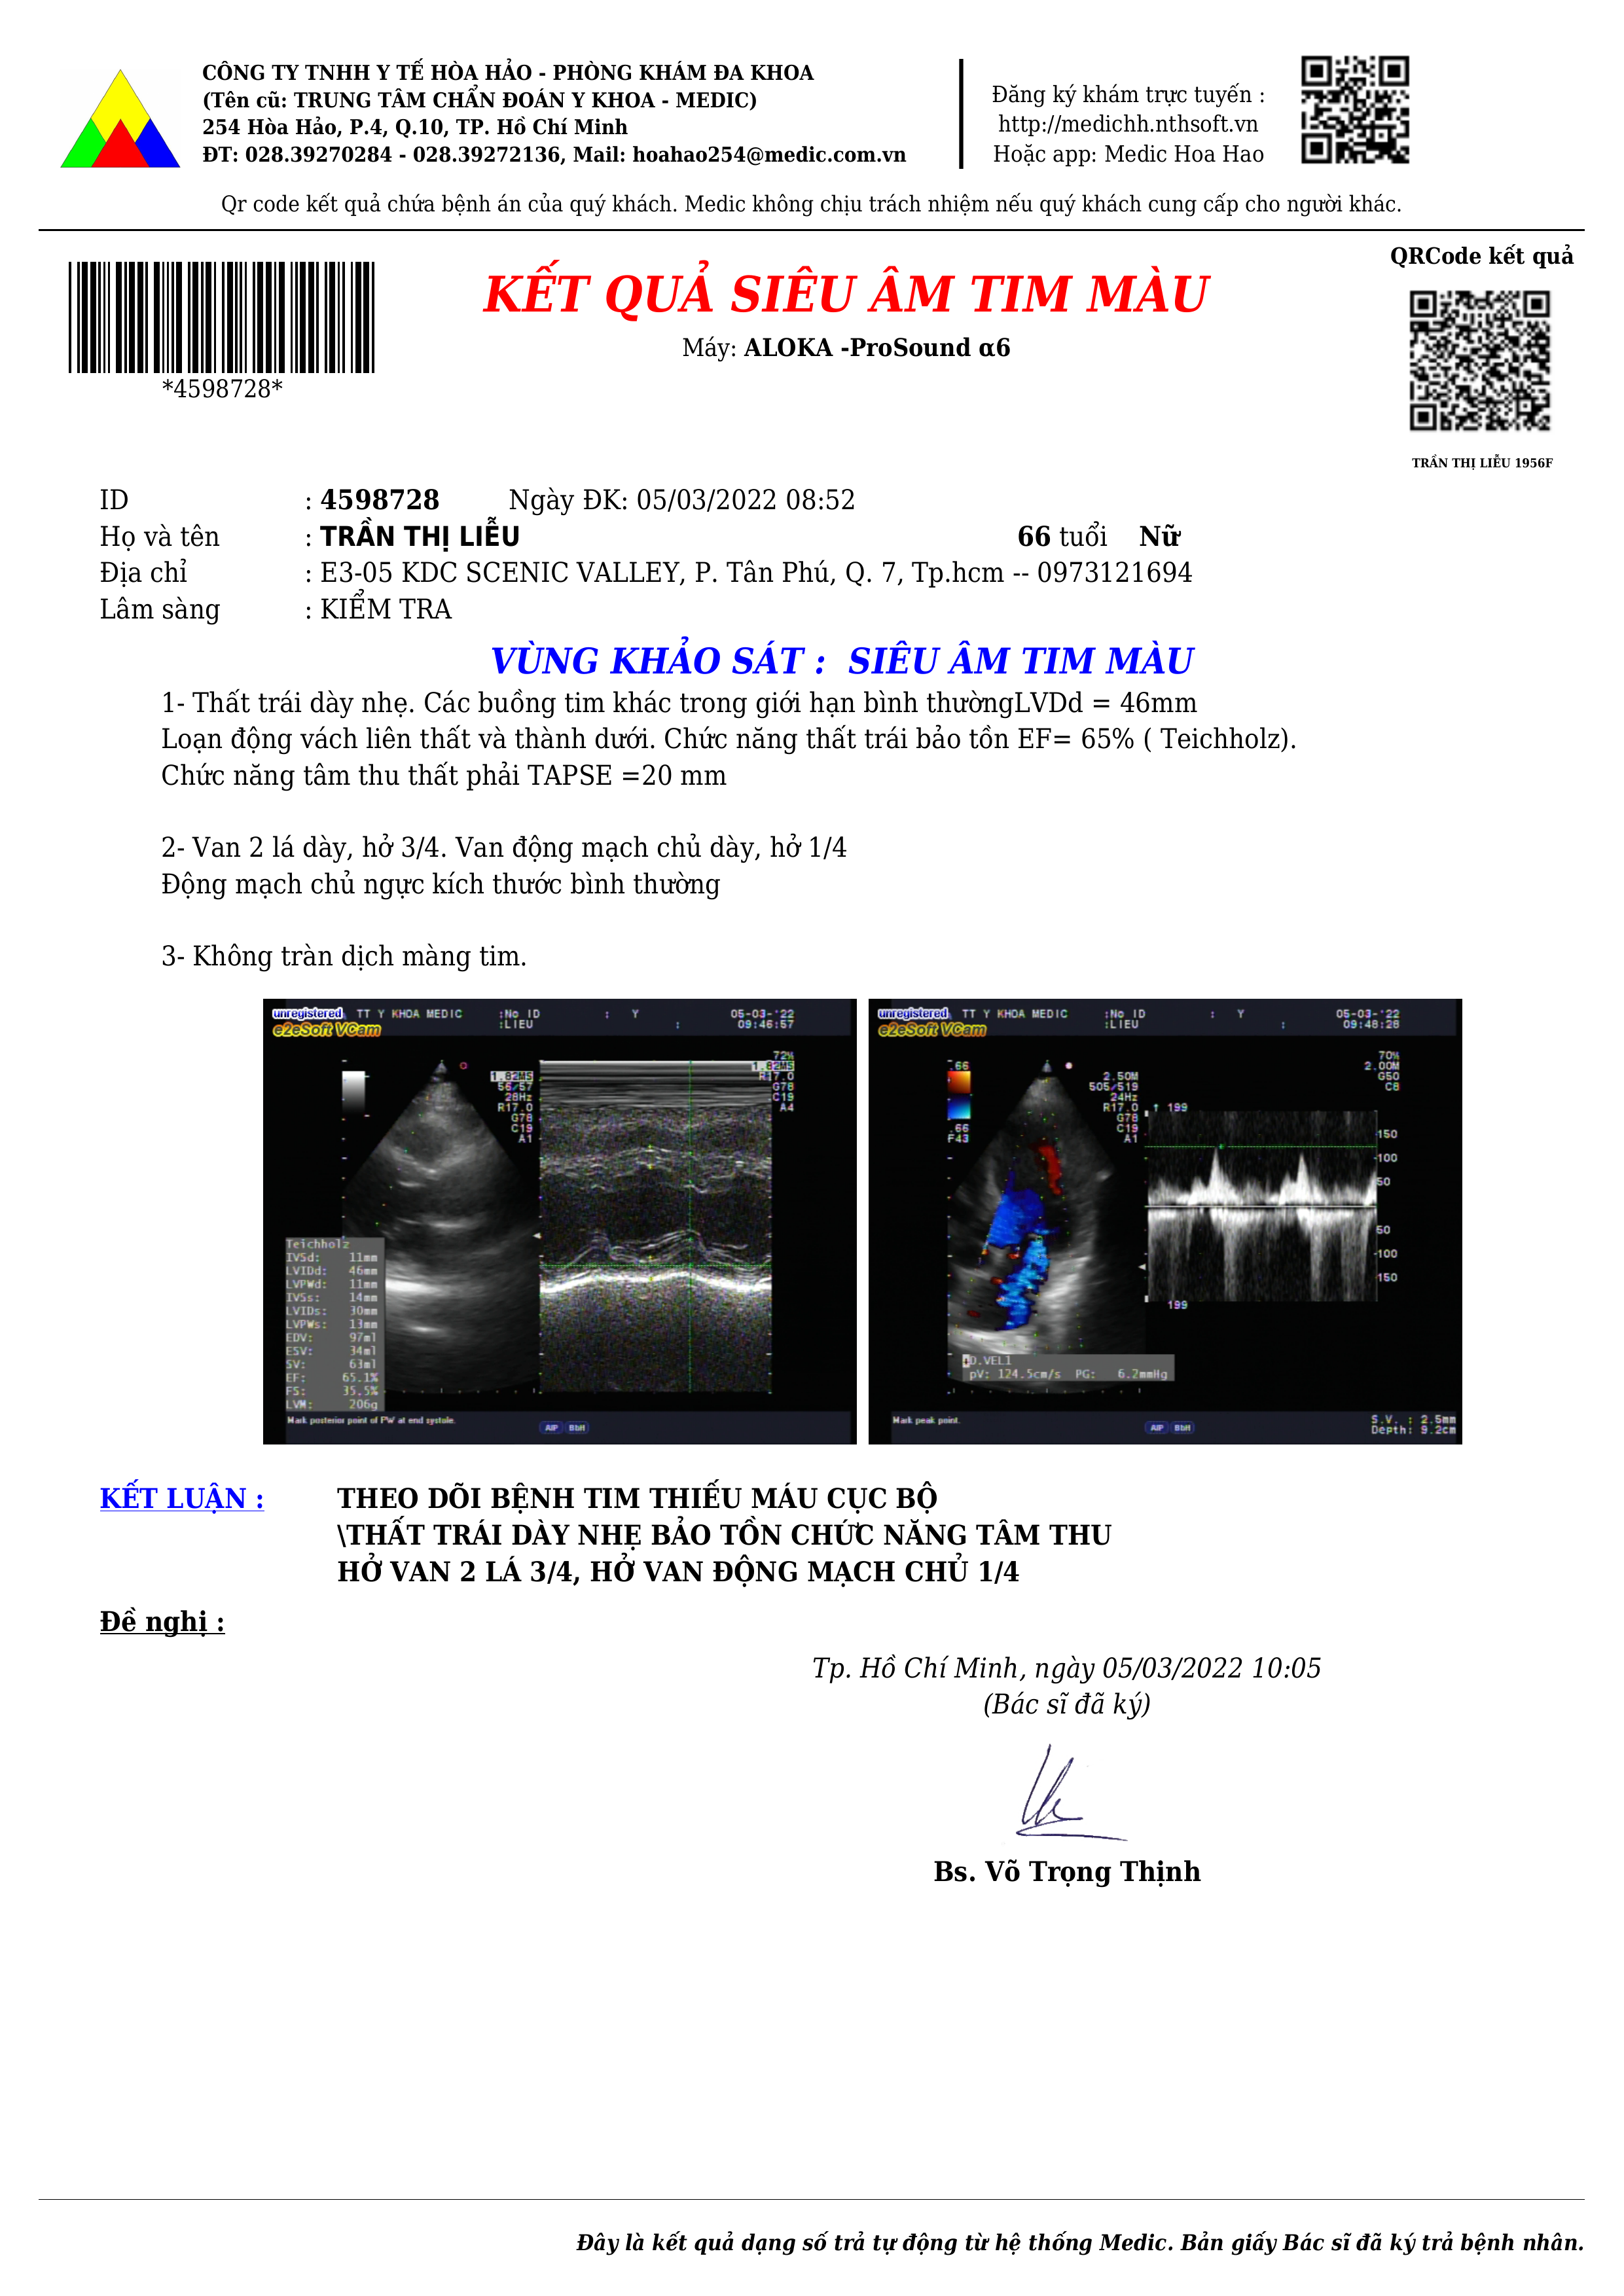 CÔNG TY TNHH Y TẾ HÒA HẢO - PHÒNG KHÁM ĐA KHOA
(Tên cũ: TRUNG TÂM CHẨN ĐOÁN Y KHOA - MEDIC)
254 Hòa Hảo, P.4, Q.10, TP. Hồ Chí Minh
ĐT: 028.39270284 - 028.39272136, Mail: hoahao254@medic.com.vn
Đăng ký khám trực tuyến :
http://medichh.nthsoft.vn
Hoặc app: Medic Hoa Hao
Qr code kết quả chứa bệnh án của quý khách. Medic không chịu trách nhiệm nếu quý khách cung cấp cho người khác.
QRCode kết quả
KẾT QUẢ SIÊU ÂM TIM MÀU
Máy: ALOKA -ProSound α6
*4598728*
TRẦN THỊ LIỄU 1956F
ID : 4598728 Ngày ĐK: 05/03/2022 08:52
Họ và tên : TRẦN THỊ LIỄU 66 tuổi Nữ
Địa chỉ : E3-05 KDC SCENIC VALLEY, P. Tân Phú, Q. 7, Tp.hcm -- 0973121694
Lâm sàng : KIỂM TRA
VÙNG KHẢO SÁT : SIÊU ÂM TIM MÀU
1- Thất trái dày nhẹ. Các buồng tim khác trong giới hạn bình thườngLVDd = 46mm
Loạn động vách liên thất và thành dưới. Chức năng thất trái bảo tồn EF= 65% ( Teichholz).
Chức năng tâm thu thất phải TAPSE =20 mm
2- Van 2 lá dày, hở 3/4. Van động mạch chủ dày, hở 1/4
Động mạch chủ ngực kích thước bình thường
3- Không tràn dịch màng tim.
unregistered TT Y KHOA MEDIC :No ID : Y 05-03-'22
e2eSoft VCam :LIEU : 09:46:57
72%
1.82MS 1.82MS
56/57 R17.0
28Hz G78
R17.0 C19
G78 A4
C19
A1
Teichholz
IVSd: 11mm
LVIDd: 46mm
LVPWd: 11mm
IVSs: 14mm
LVIDs: 30mm
LVPWs: 13mm
EDV: 97ml
ESV: 34ml
SV: 63ml
EF: 65.1%
FS: 35.5%
LVM: 206g
Mark posterior point of PW at end systole.
AIP BbH
unregistered TT Y KHOA MEDIC :No ID : Y 05-03-'22
e2eSoft VCam :LIEU : 09:48:28
70%
2.00M
G50
C8
.66
.66
F43
2.50M
505/519
24Hz
R17.0
G78
C19
A1
199
150
100
50
50
100
150
199
D.VEL1
pV: 124.5cm/s PG: 6.2mmHg
Mark peak point.
AIP BbH
S.V. : 2.5mm
Depth: 9.2cm
KẾT LUẬN : THEO DÕI BỆNH TIM THIẾU MÁU CỤC BỘ
\THẤT TRÁI DÀY NHẸ BẢO TỒN CHỨC NĂNG TÂM THU
HỞ VAN 2 LÁ 3/4, HỞ VAN ĐỘNG MẠCH CHỦ 1/4
Đề nghị :
Tp. Hồ Chí Minh, ngày 05/03/2022 10:05
(Bác sĩ đã ký)
Bs. Võ Trọng Thịnh
Đây là kết quả dạng số trả tự động từ hệ thống Medic. Bản giấy Bác sĩ đã ký trả bệnh nhân.